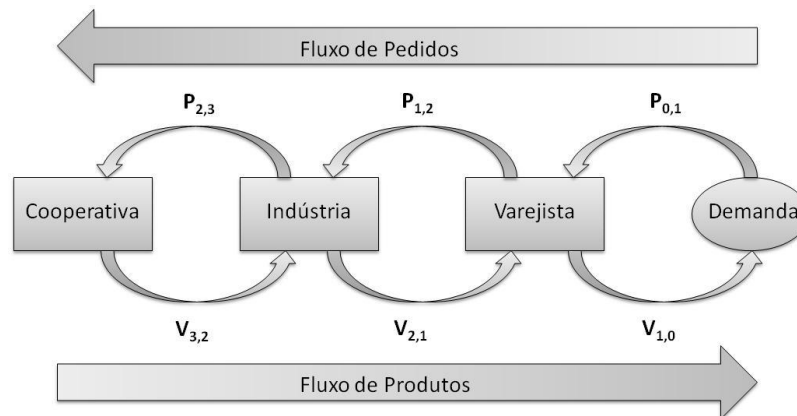 Fluxo de Pedidos
P2,3 P1,2 P0,1
Cooperativa Indústria Varejista Demanda
V3,2 V2,1 V1,0
Fluxo de Produtos